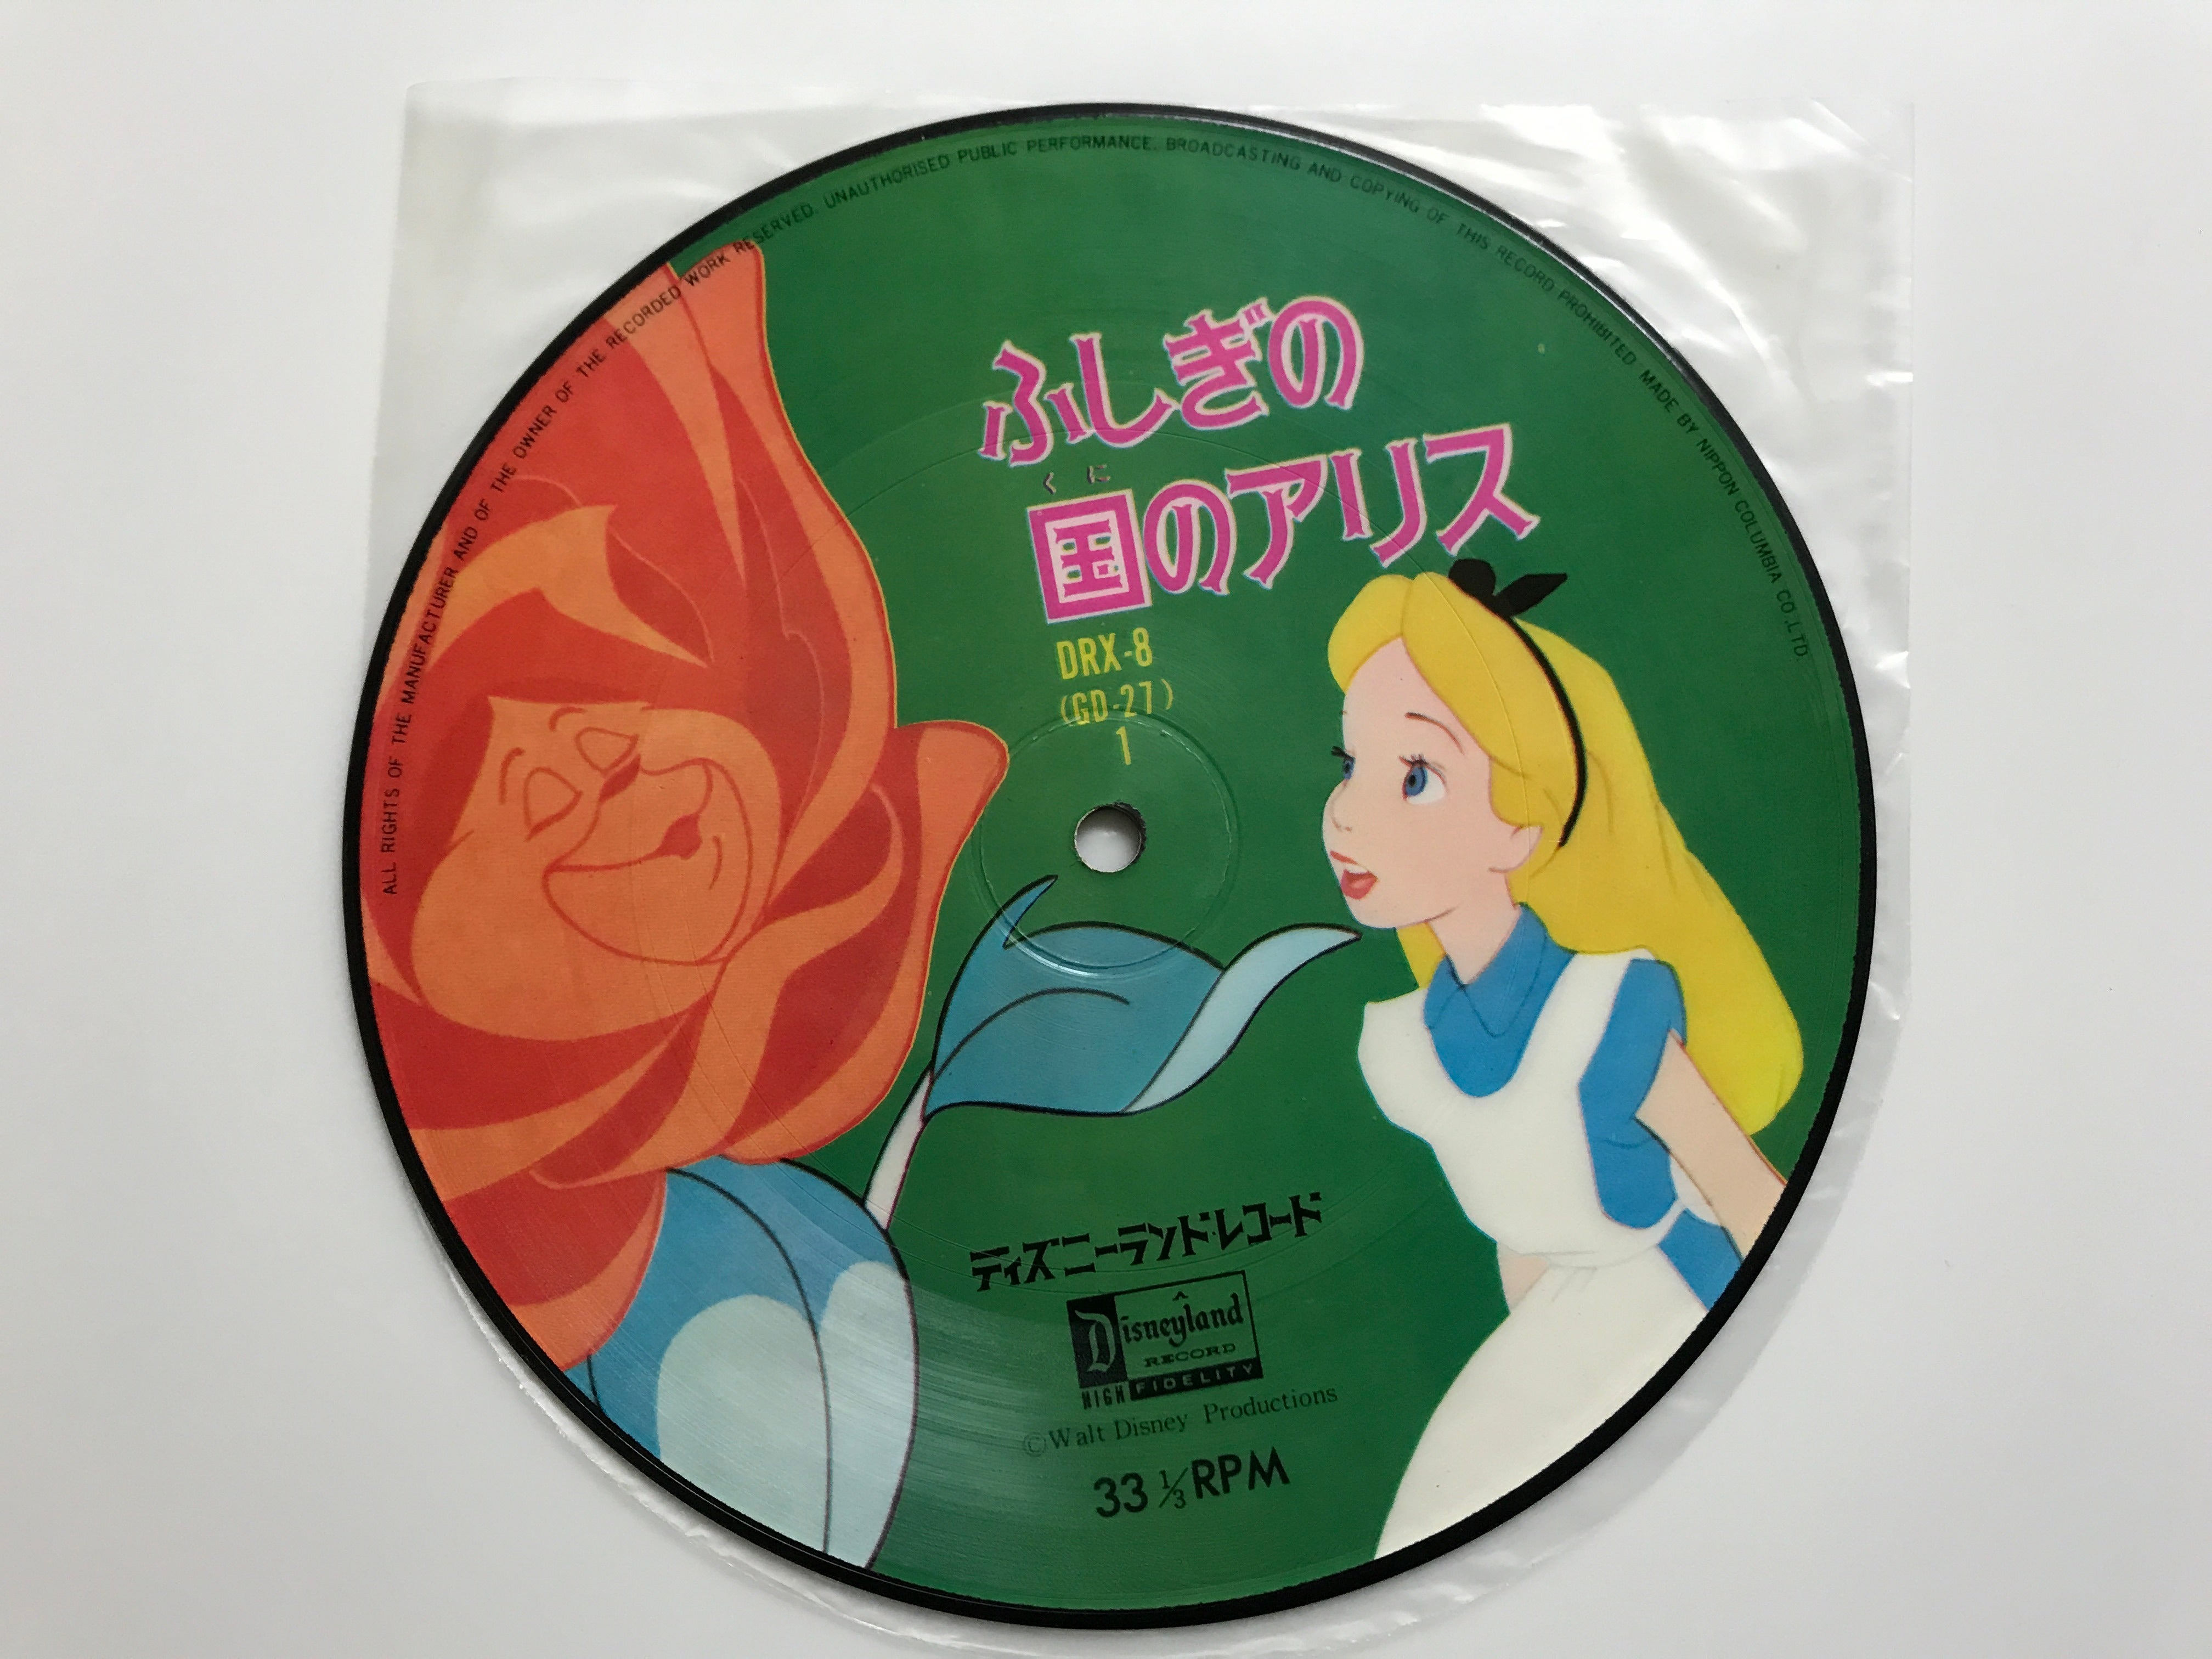 ALL RIGHTS OF THE MANUFACTURER AND OF THE OWNER OF THE RECORDED WORK RESERVED. UNAUTHORISED PUBLIC PERFORMANCE. BROADCASTING AND COPYING OF THIS RECORD PROHIBITED MADE BY NIPPON COLUMBIA CO.,LTD.
ふしぎの
くに
国のアリス
DRX-8
(GD-27)
1
ディズニーランド・レコード
Disneyland
RECORD
HIGH FIDELITY
©Walt Disney Productions
33 1/3 RPM